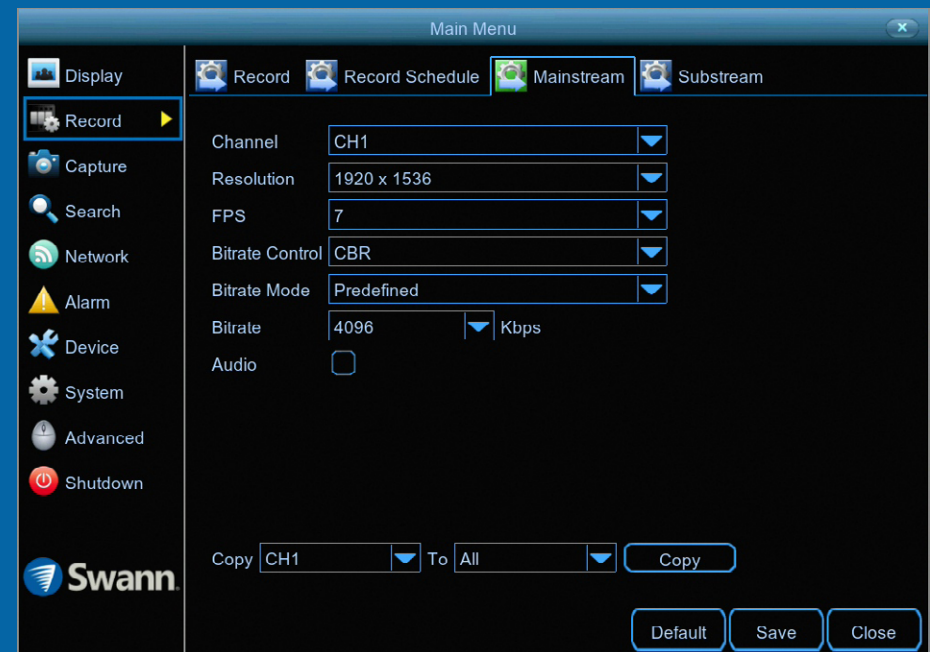 Main Menu
Display
Record
Capture
Search
Network
Alarm
Device
System
Advanced
Shutdown
Swann
Record Record Schedule Mainstream Substream
Channel CH1
Resolution 1920 x 1536
FPS 7
Bitrate Control CBR
Bitrate Mode Predefined
Bitrate 4096 Kbps
Audio
Copy CH1 To All Copy
Default Save Close